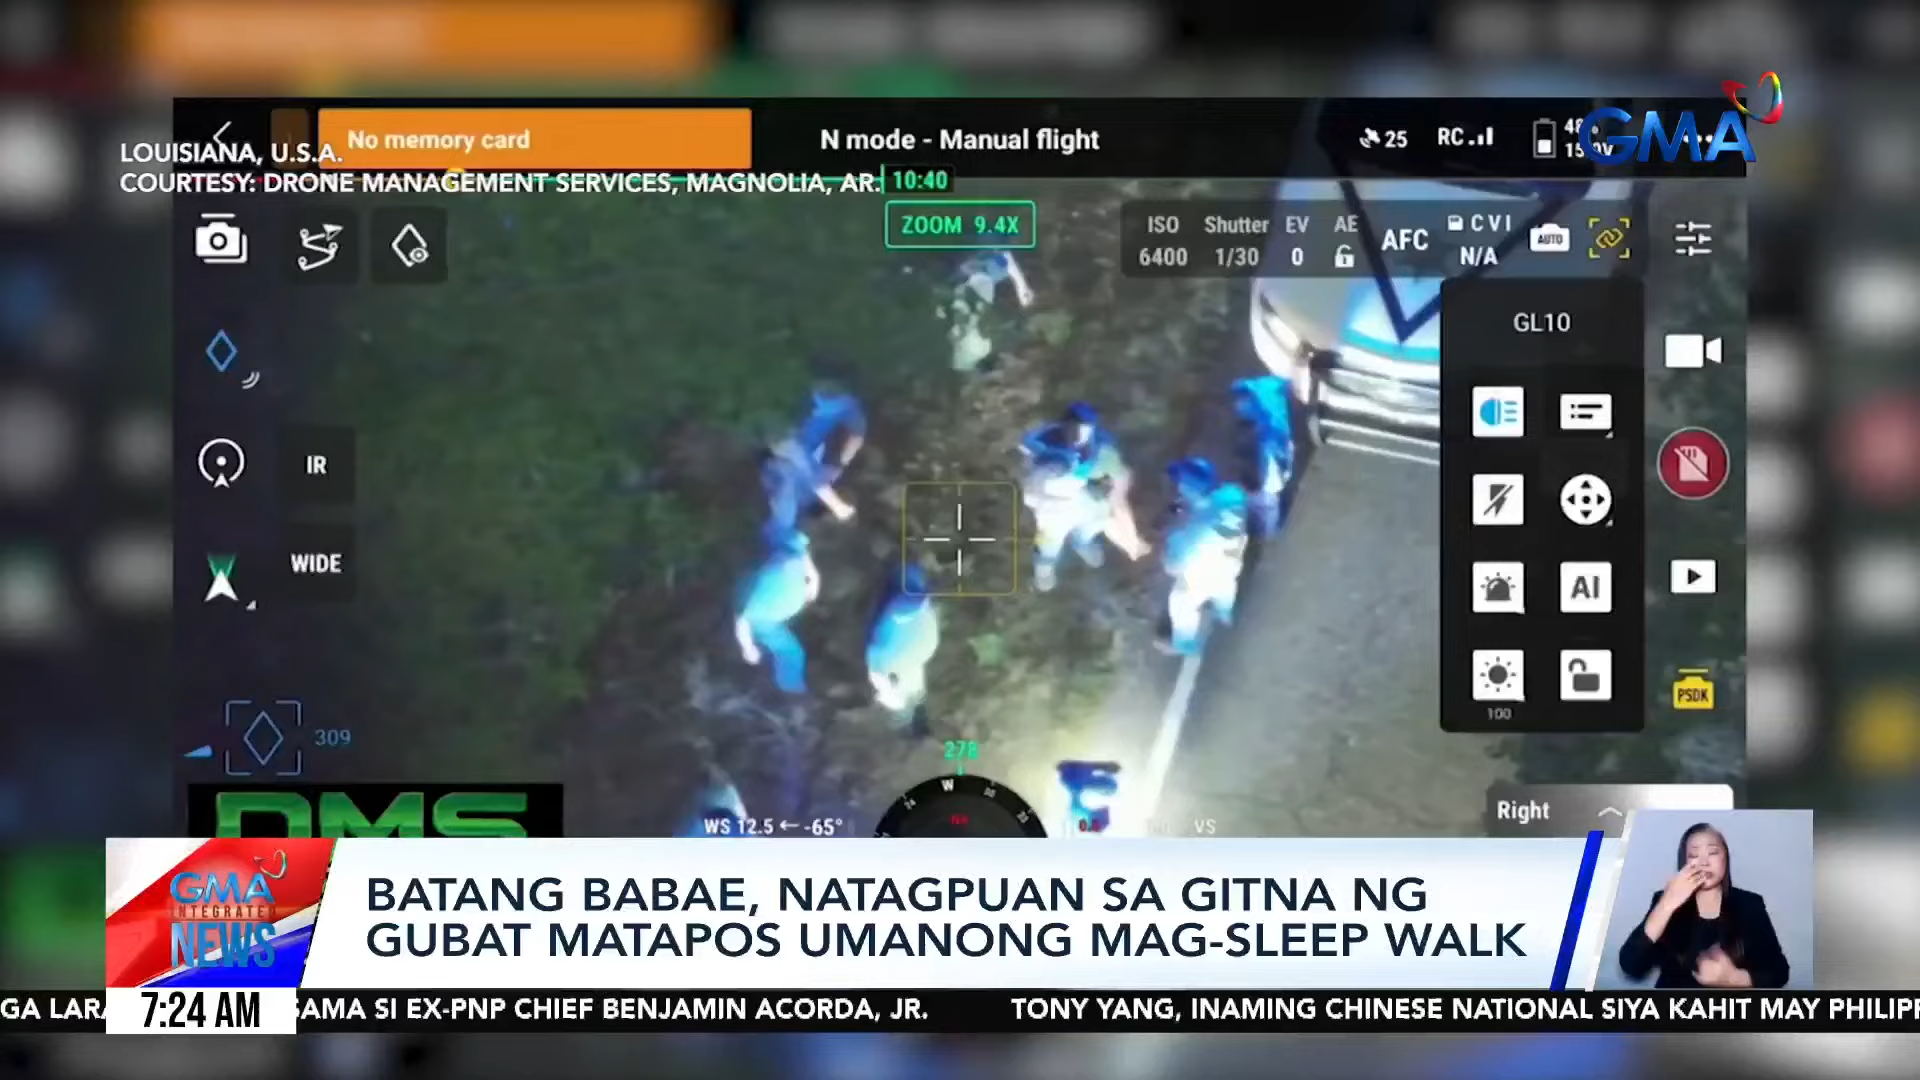 No memory card
N mode - Manual flight
25
RC
GMA
LOUISIANA, U.S.A.
COURTESY: DRONE MANAGEMENT SERVICES, MAGNOLIA, AR.
10:40
ZOOM 9.4X
ISO
6400
Shutter
1/30
EV
0
AE
AFC
CVI
N/A
AUTO
GL10
IR
WIDE
AI
100
PSDK
309
278
W
24
30
DMS
WS 12.5 ← -65°
VS
Right
GMA
INTEGRATED
NEWS
BATANG BABAE, NATAGPUAN SA GITNA NG
GUBAT MATAPOS UMANONG MAG-SLEEP WALK
7:24 AM
SAMA SI EX-PNP CHIEF BENJAMIN ACORDA, JR. TONY YANG, INAMING CHINESE NATIONAL SIYA KAHIT MAY